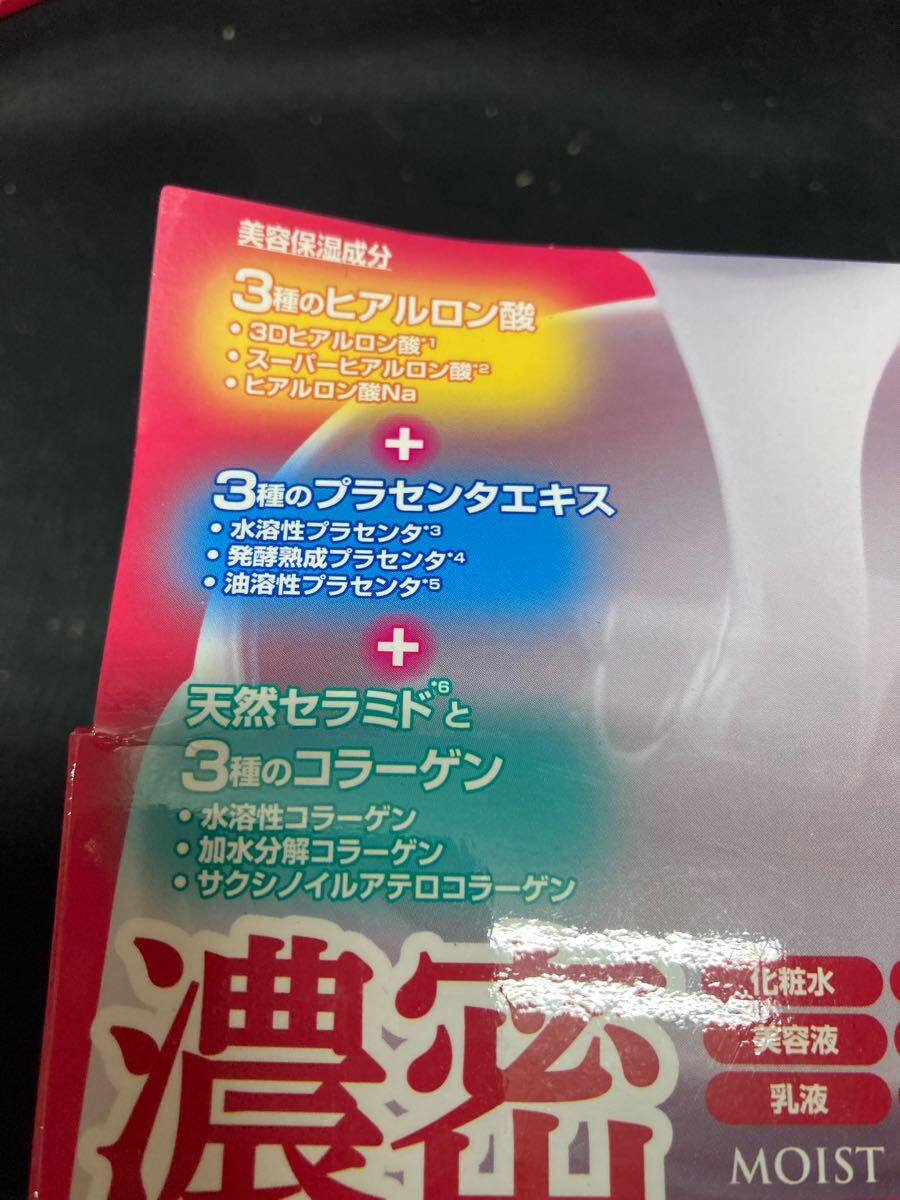 美容保湿成分
3種のヒアルロン酸
・3Dヒアルロン酸*1
・スーパーヒアルロン酸*2
・ヒアルロン酸Na
+
3種のプラセンタエキス
・水溶性プラセンタ*3
・発酵熟成プラセンタ*4
・油溶性プラセンタ*5
+
天然セラミド*6と
3種のコラーゲン
・水溶性コラーゲン
・加水分解コラーゲン
・サクシノイルアテロコラーゲン
濃密
化粧水
美容液
乳液
MOIST